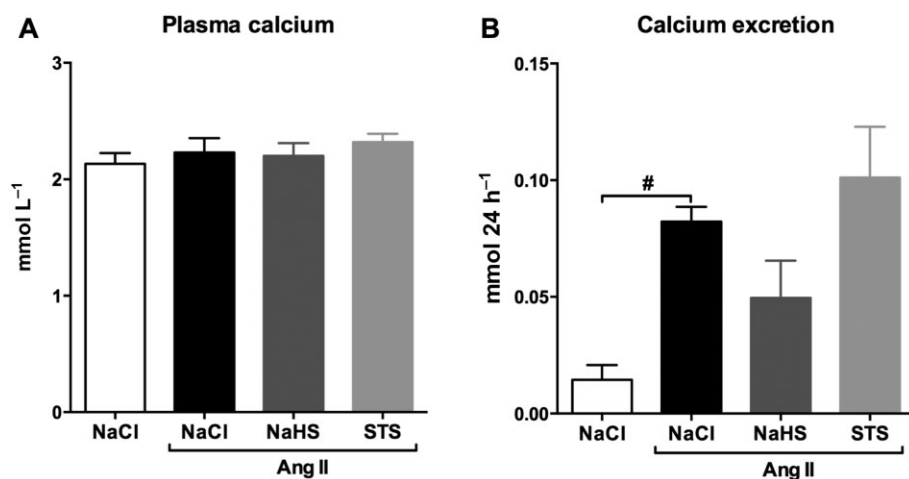 A
Plasma calcium
mmol L⁻¹
3
2
1
0
NaCl
NaCl
NaHS
STS
Ang II
B
Calcium excretion
mmol 24 h⁻¹
0.15
0.10
0.05
0.00
#
NaCl
NaCl
NaHS
STS
Ang II